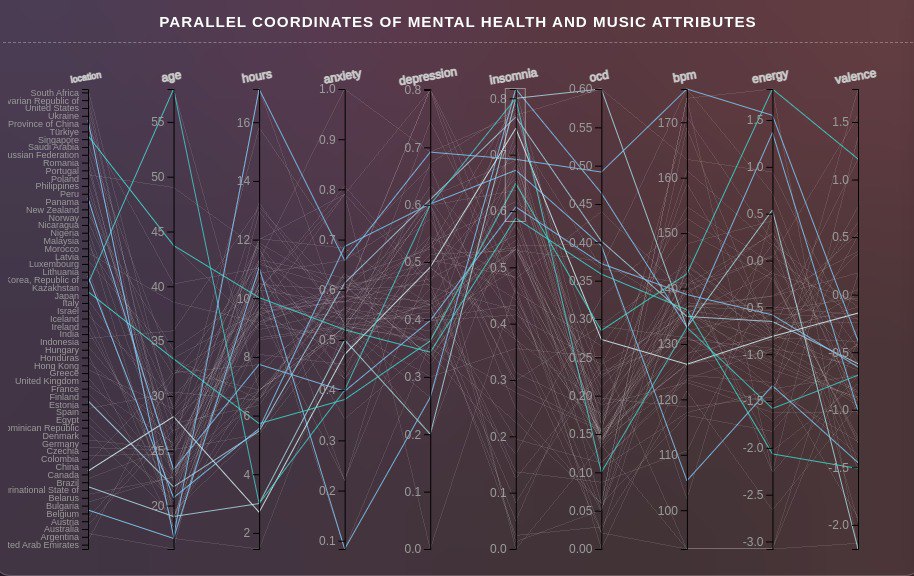 PARALLEL COORDINATES OF MENTAL HEALTH AND MUSIC ATTRIBUTES
location age hours anxiety depression insomnia ocd bpm energy valence
South Africa
varian Republic of
United States
Ukraine
Province of China
Türkiye
Singapore
Saudi Arabia
ussian Federation
Romania
Portugal
Poland
Philippines
Peru
Panama
New Zealand
Norway
Nicaragua
Nigeria
Malaysia
Morocco
Latvia
Luxembourg
Lithuania
Korea, Republic of
Kazakhstan
Japan
Italy
Israel
Iceland
Ireland
India
Indonesia
Hungary
Honduras
Hong Kong
Greece
United Kingdom
France
Finland
Estonia
Spain
Egypt
ominican Republic
Denmark
Germany
Czechia
Colombia
China
Canada
Brazil
rinational State of
Belarus
Bulgaria
Belgium
Austria
Australia
Argentina
ted Arab Emirates
55
50
45
40
35
30
25
20
16
14
12
10
8
6
4
2
1.0
0.9
0.8
0.7
0.6
0.5
0.4
0.3
0.2
0.1
0.8
0.7
0.6
0.5
0.4
0.3
0.2
0.1
0.0
0.8
0.7
0.6
0.5
0.4
0.3
0.2
0.1
0.0
0.60
0.55
0.50
0.45
0.40
0.35
0.30
0.25
0.20
0.15
0.10
0.05
0.00
170
160
150
140
130
120
110
100
1.5
1.0
0.5
0.0
-0.5
-1.0
-1.5
-2.0
-2.5
-3.0
1.5
1.0
0.5
0.0
-0.5
-1.0
-1.5
-2.0